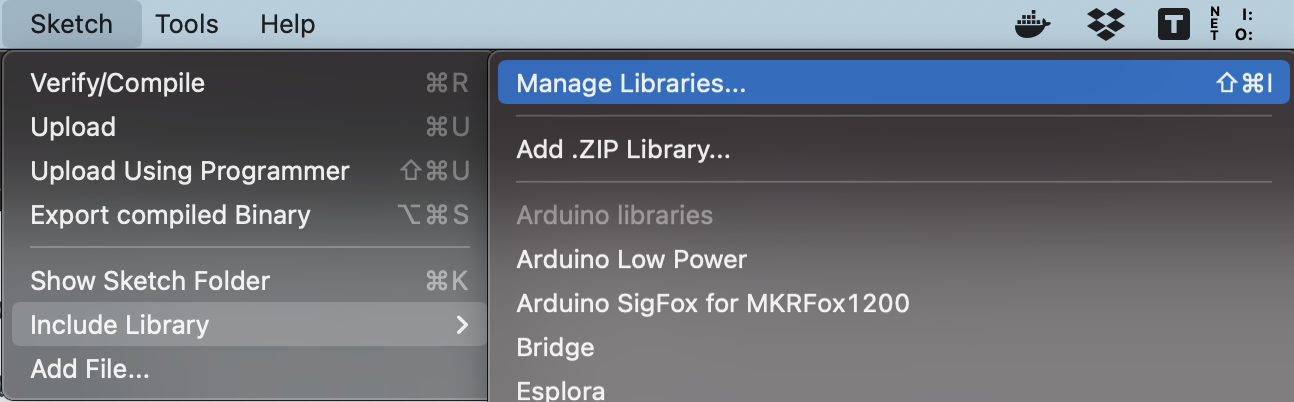 Sketch Tools Help T NET I: O:
Verify/Compile ⌘R
Upload ⌘U
Upload Using Programmer ⇧⌘U
Export compiled Binary ⌥⌘S
Show Sketch Folder ⌘K
Include Library >
Add File...
Manage Libraries... ⇧⌘I
Add .ZIP Library...
Arduino libraries
Arduino Low Power
Arduino SigFox for MKRFox1200
Bridge
Esplora